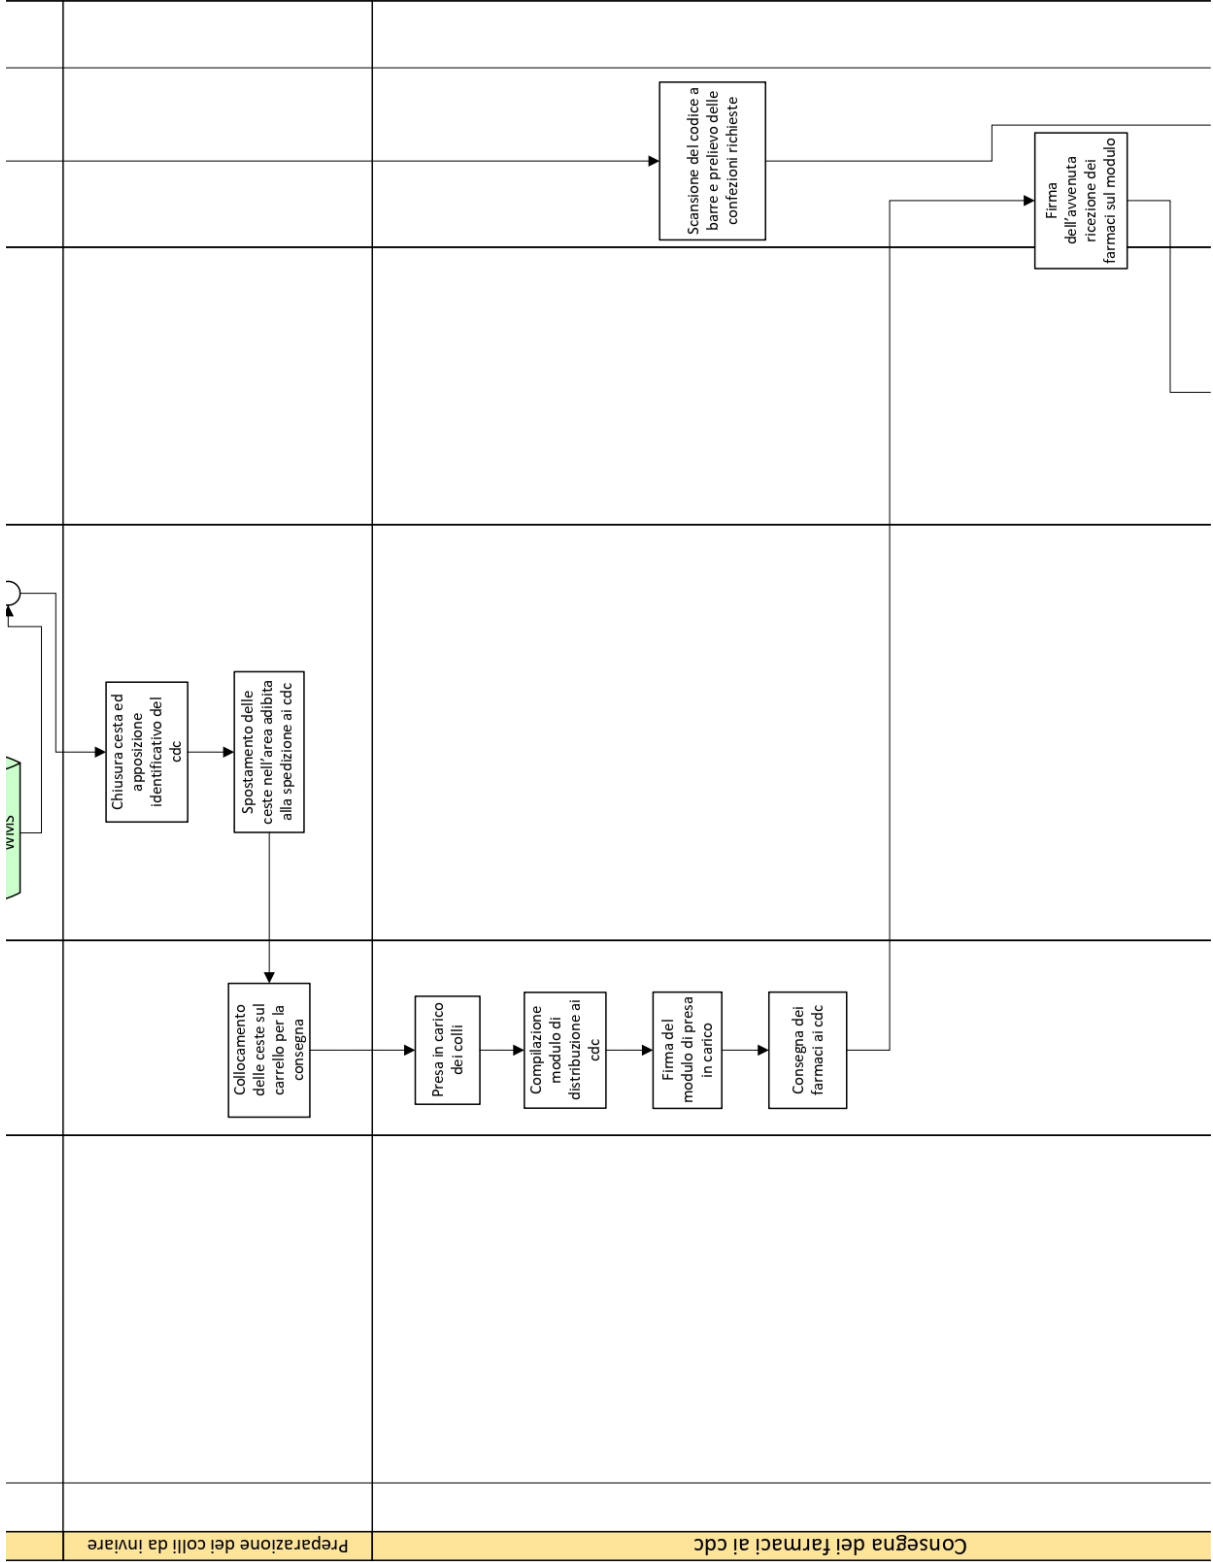 Scansione del codice a
barre e prelievo delle
confezioni richieste
Firma
dell'avvenuta
ricezione dei
farmaci sul modulo
WMS
Chiusura cesta ed
apposizione
identificativo del
cdc
Spostamento delle
ceste nell'area adibita
alla spedizione ai cdc
Collocamento
delle ceste sul
carrello per la
consegna
Presa in carico
dei colli
Compilazione
modulo di
distribuzione ai
cdc
Firma del
modulo di presa
in carico
Consegna dei
farmaci ai cdc
Preparazione dei colli da inviare
Consegna dei farmaci ai cdc